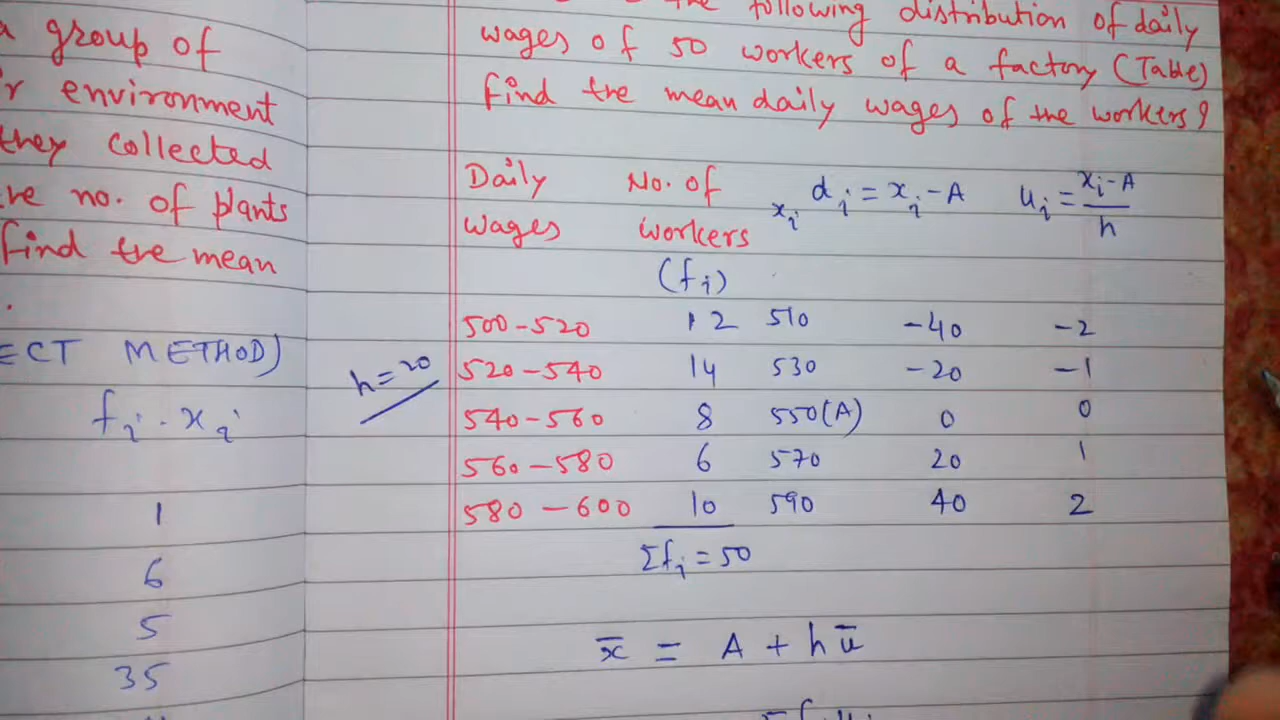 a group of
environment
they collected
no. of plants
find the mean
ECT METHOD)
fi . xi
1
6
5
35
the following distribution of daily
wages of 50 workers of a factory (Table)
find the mean daily wages of the workers?
Daily No. of xi di = xi - A ui = xi - A / h
wages workers
(fi)
500-520 12 510 -40 -2
h = 20
520-540 14 530 -20 -1
540-560 8 550(A) 0 0
560-580 6 570 20 1
580-600 10 590 40 2
Σfi = 50
x̄ = A + hū